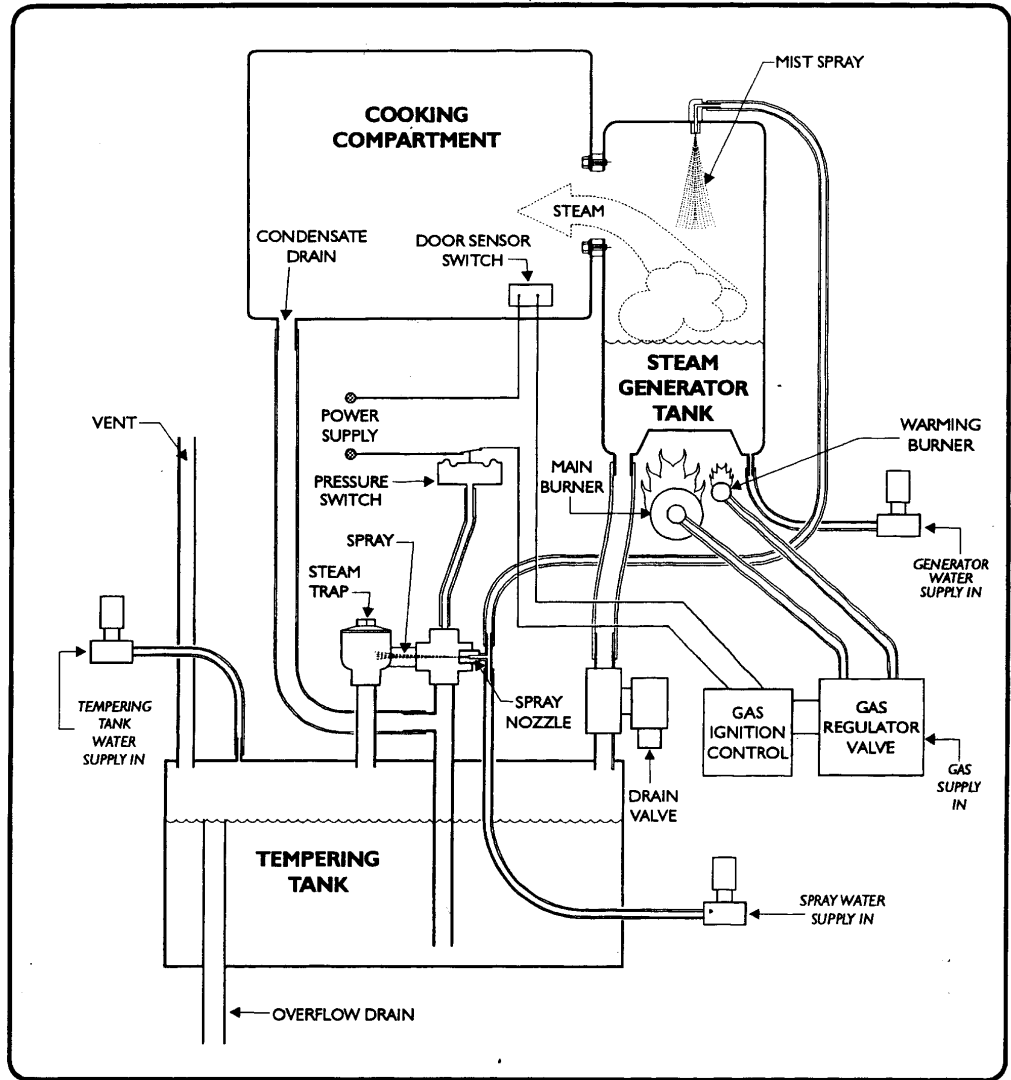 MIST SPRAY
COOKING
COMPARTMENT
STEAM
CONDENSATE
DRAIN
DOOR SENSOR
SWITCH
STEAM
GENERATOR
TANK
POWER
SUPPLY
VENT
WARMING
BURNER
MAIN
BURNER
PRESSURE
SWITCH
SPRAY
STEAM
TRAP
GENERATOR
WATER
SUPPLY IN
TEMPERING
TANK
WATER
SUPPLY IN
SPRAY
NOZZLE
GAS
IGNITION
CONTROL
GAS
REGULATOR
VALVE
GAS
SUPPLY
IN
DRAIN
VALVE
TEMPERING
TANK
SPRAY WATER
SUPPLY IN
OVERFLOW DRAIN